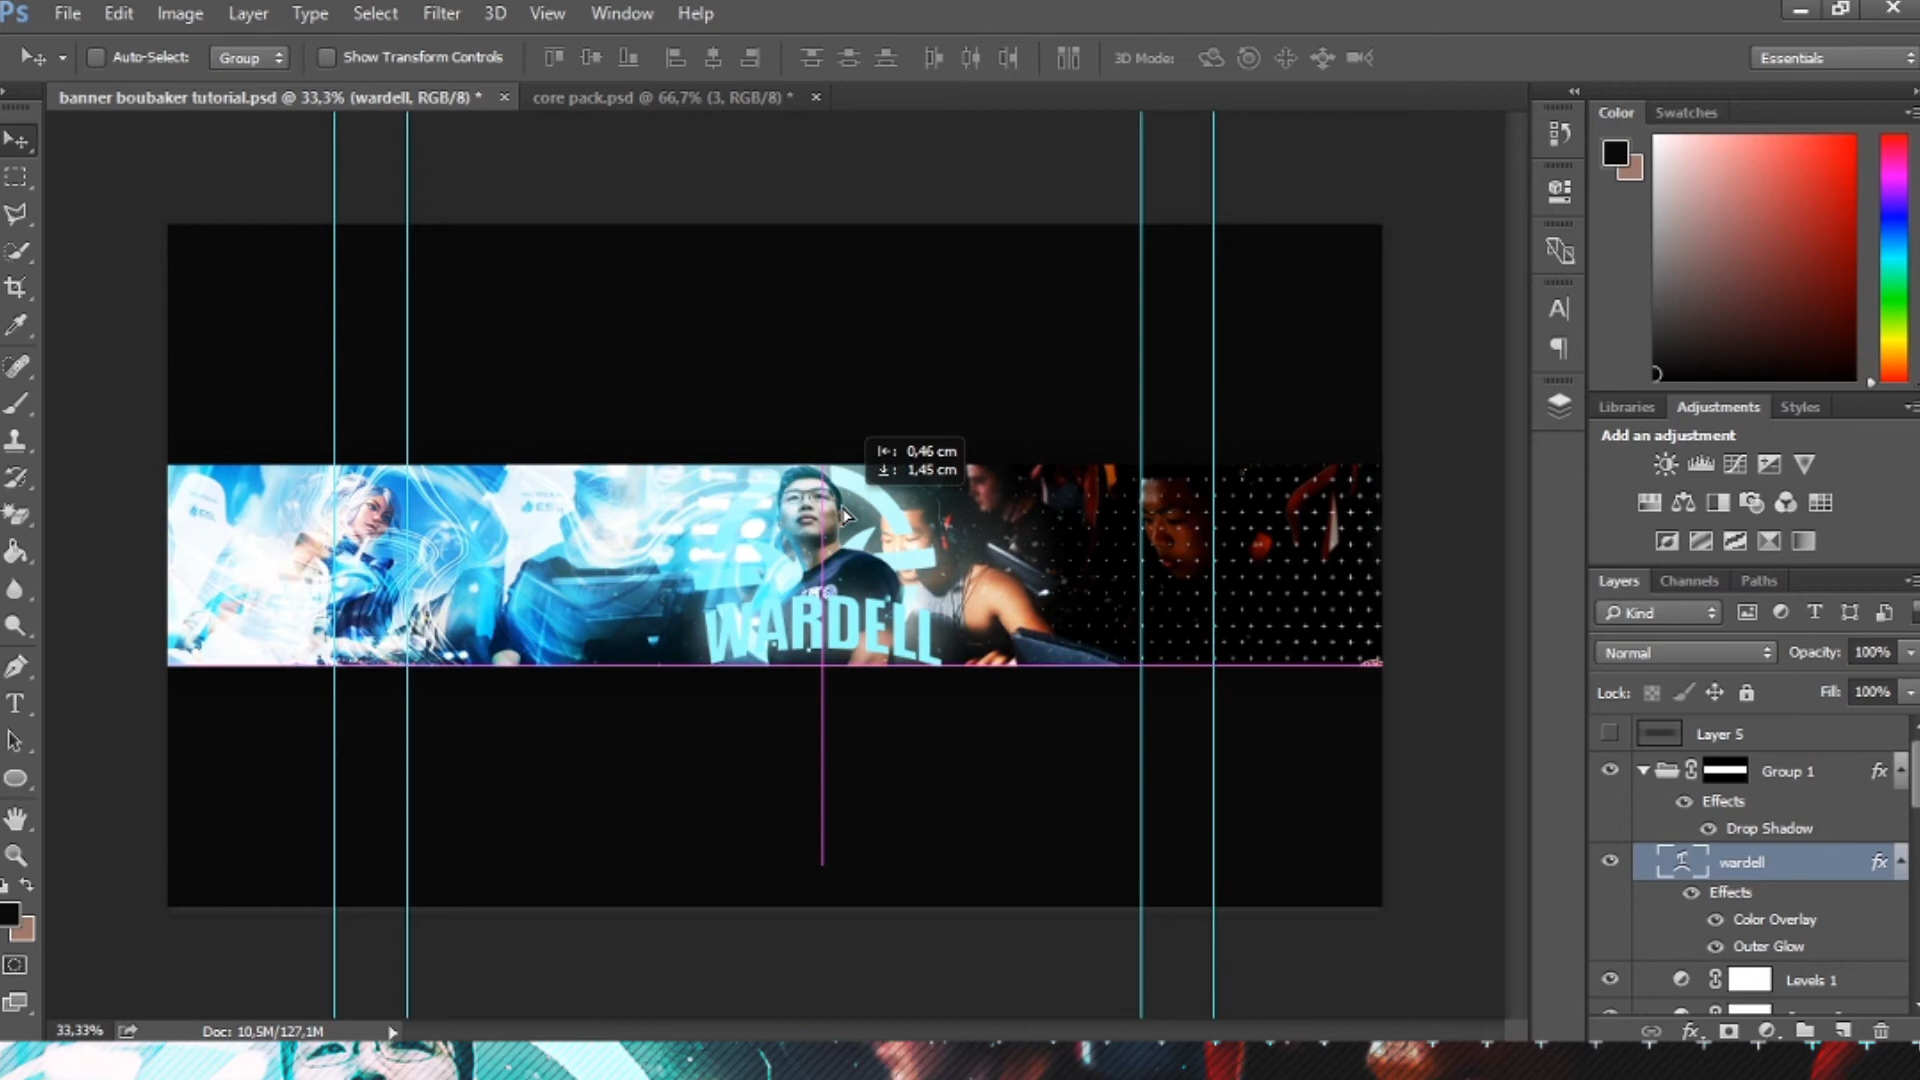 Ps File Edit Image Layer Type Select Filter 3D View Window Help
Auto-Select: Group Show Transform Controls 3D Mode: Essentials
banner boubaker tutorial.psd @ 33,3% (wardell, RGB/8) * × core pack.psd @ 66,7% (3, RGB/8) * ×
Color Swatches
0,46 cm
1,45 cm
ESL
ESL
WARDELL
Libraries Adjustments Styles
Add an adjustment
Layers Channels Paths
Kind
Normal Opacity: 100%
Lock: Fill: 100%
Layer 5
Group 1 fx
Effects
Drop Shadow
wardell fx
Effects
Color Overlay
Outer Glow
Levels 1
33,33% Doc: 10,5M/127,1M